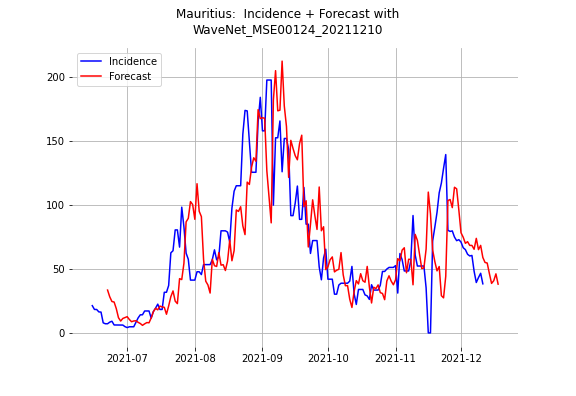 Mauritius:  Incidence + Forecast with
WaveNet_MSE00124_20211210
Incidence
Forecast
200
150
100
50
0
2021-07
2021-08
2021-09
2021-10
2021-11
2021-12